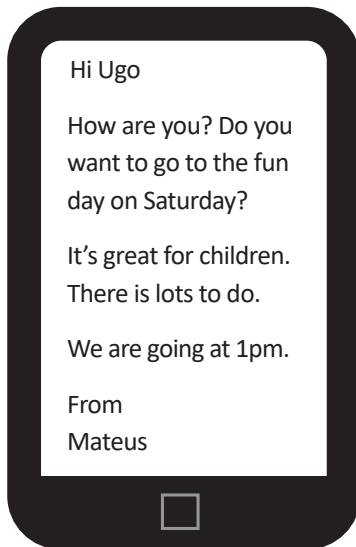 Hi Ugo
How are you? Do you
want to go to the fun
day on Saturday?
It’s great for children.
There is lots to do.
We are going at 1pm.
From
Mateus